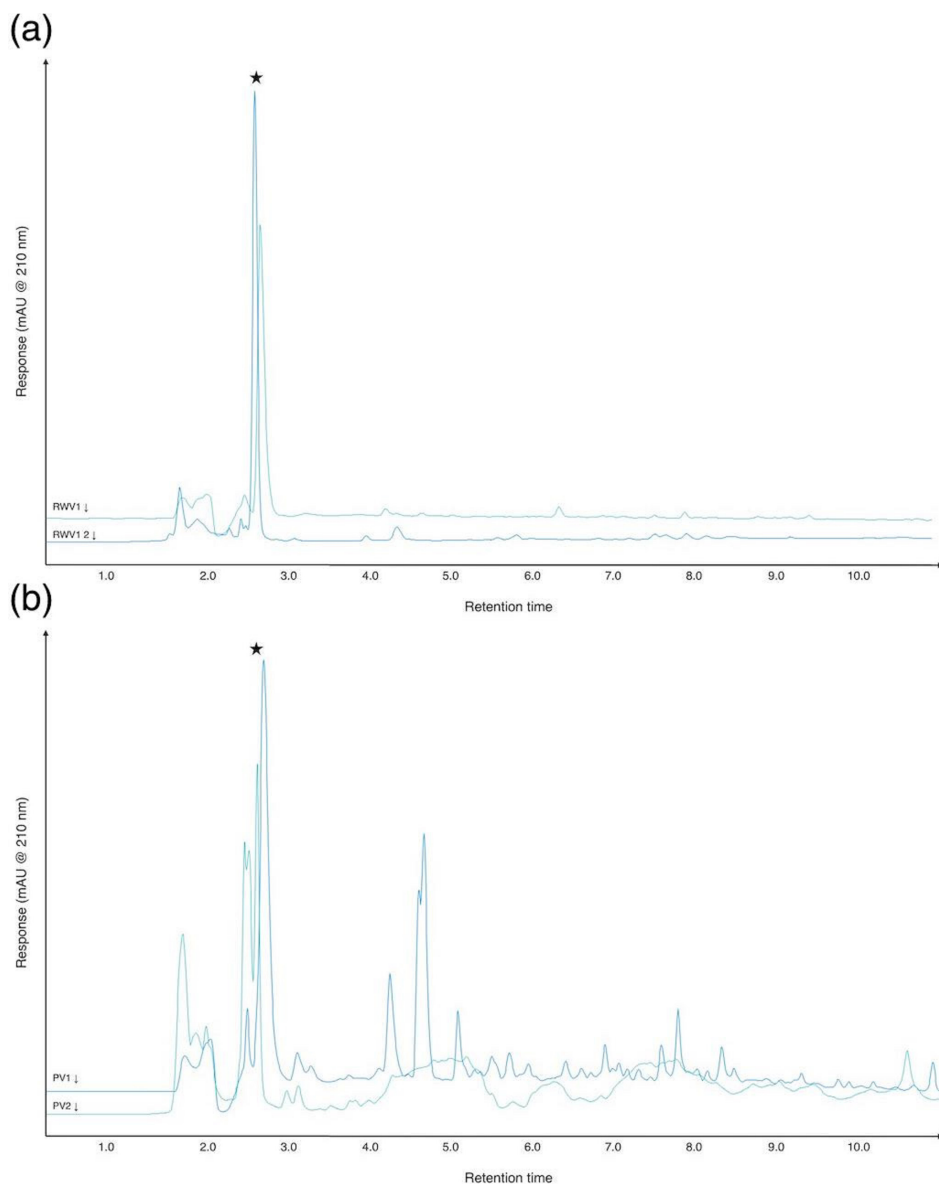 (a)
★
Response (mAU @ 210 nm)
RWV1 ↓
RWV1 2 ↓
1.0 2.0 3.0 4.0 5.0 6.0 7.0 8.0 9.0 10.0
Retention time
(b)
★
Response (mAU @ 210 nm)
PV1 ↓
PV2 ↓
1.0 2.0 3.0 4.0 5.0 6.0 7.0 8.0 9.0 10.0
Retention time